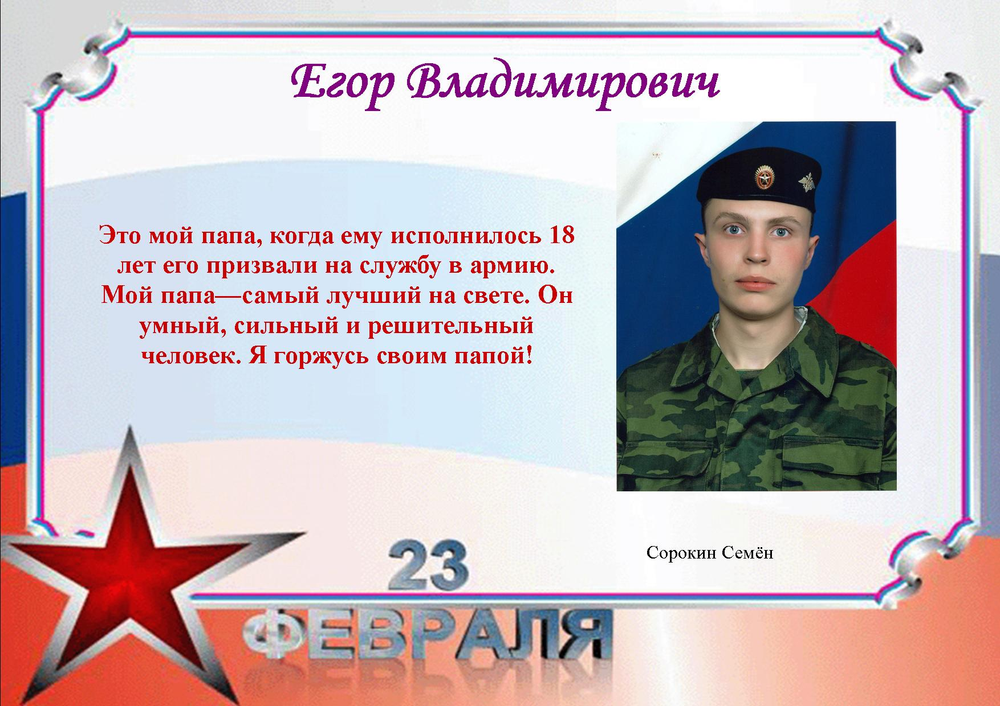 Егор Владимирович
Это мой папа, когда ему исполнилось 18
лет его призвали на службу в армию.
Мой папа—самый лучший на свете. Он
умный, сильный и решительный
человек. Я горжусь своим папой!
Сорокин Семён
23
ФЕВРАЛЯ